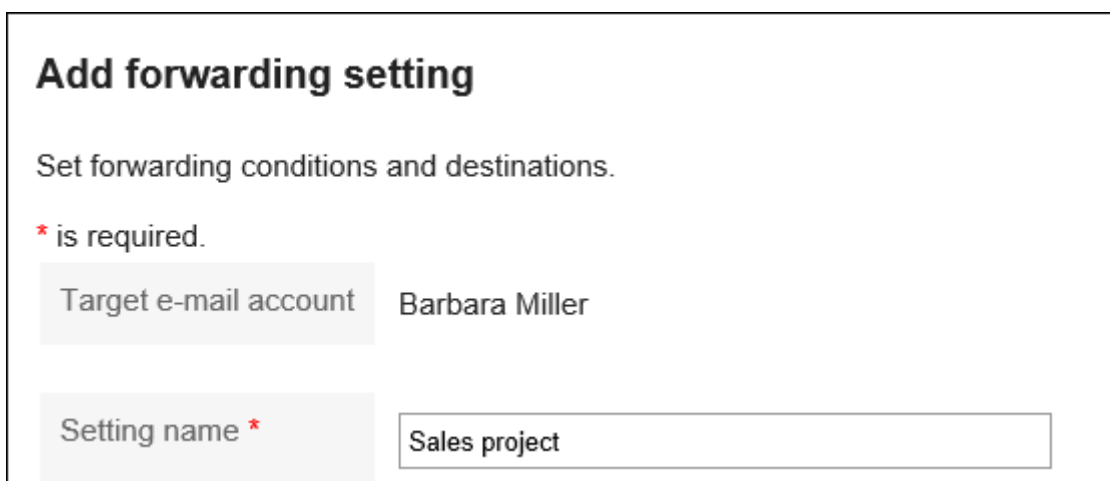 Add forwarding setting
Set forwarding conditions and destinations.
* is required.
Target e-mail account Barbara Miller
Setting name * Sales project